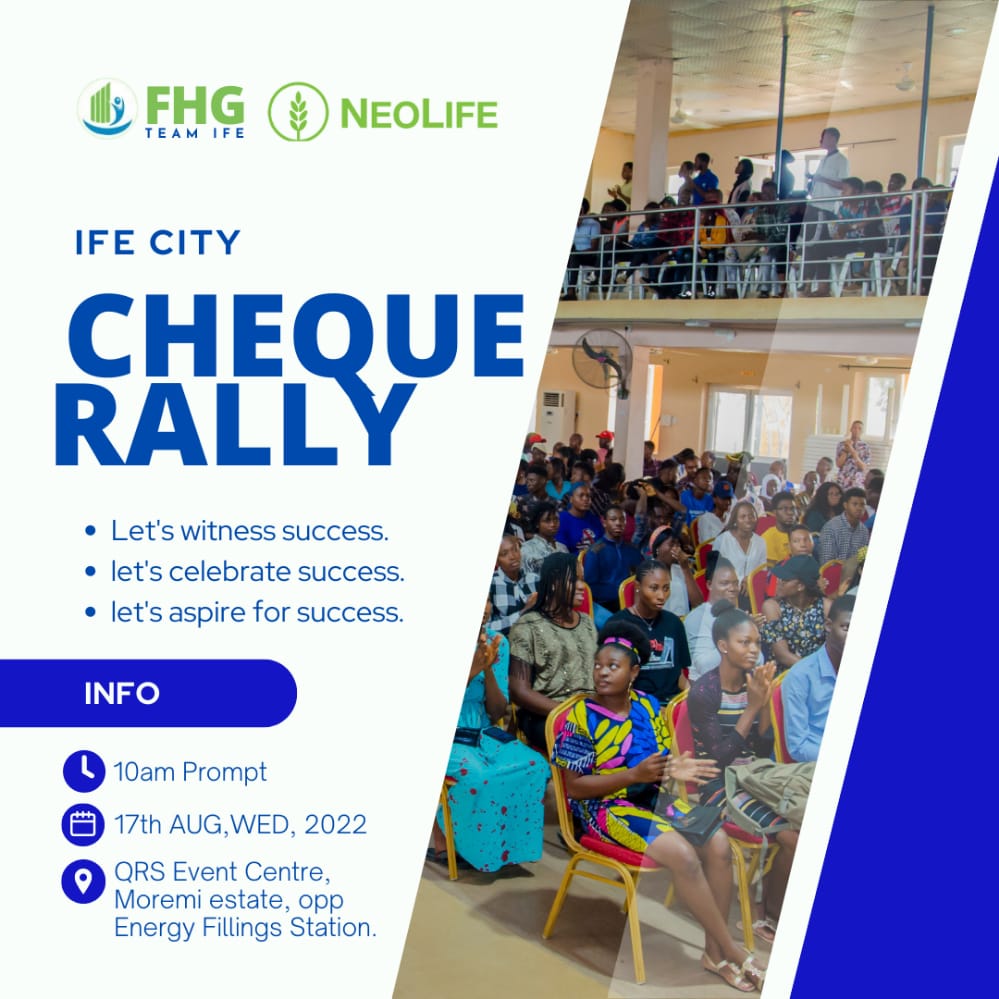 FHG
TEAM IFE
NEOLIFE
IFE CITY
CHEQUE
RALLY
• Let's witness success.
• let's celebrate success.
• let's aspire for success.
INFO
10am Prompt
17th AUG,WED, 2022
QRS Event Centre,
Moremi estate, opp
Energy Fillings Station.